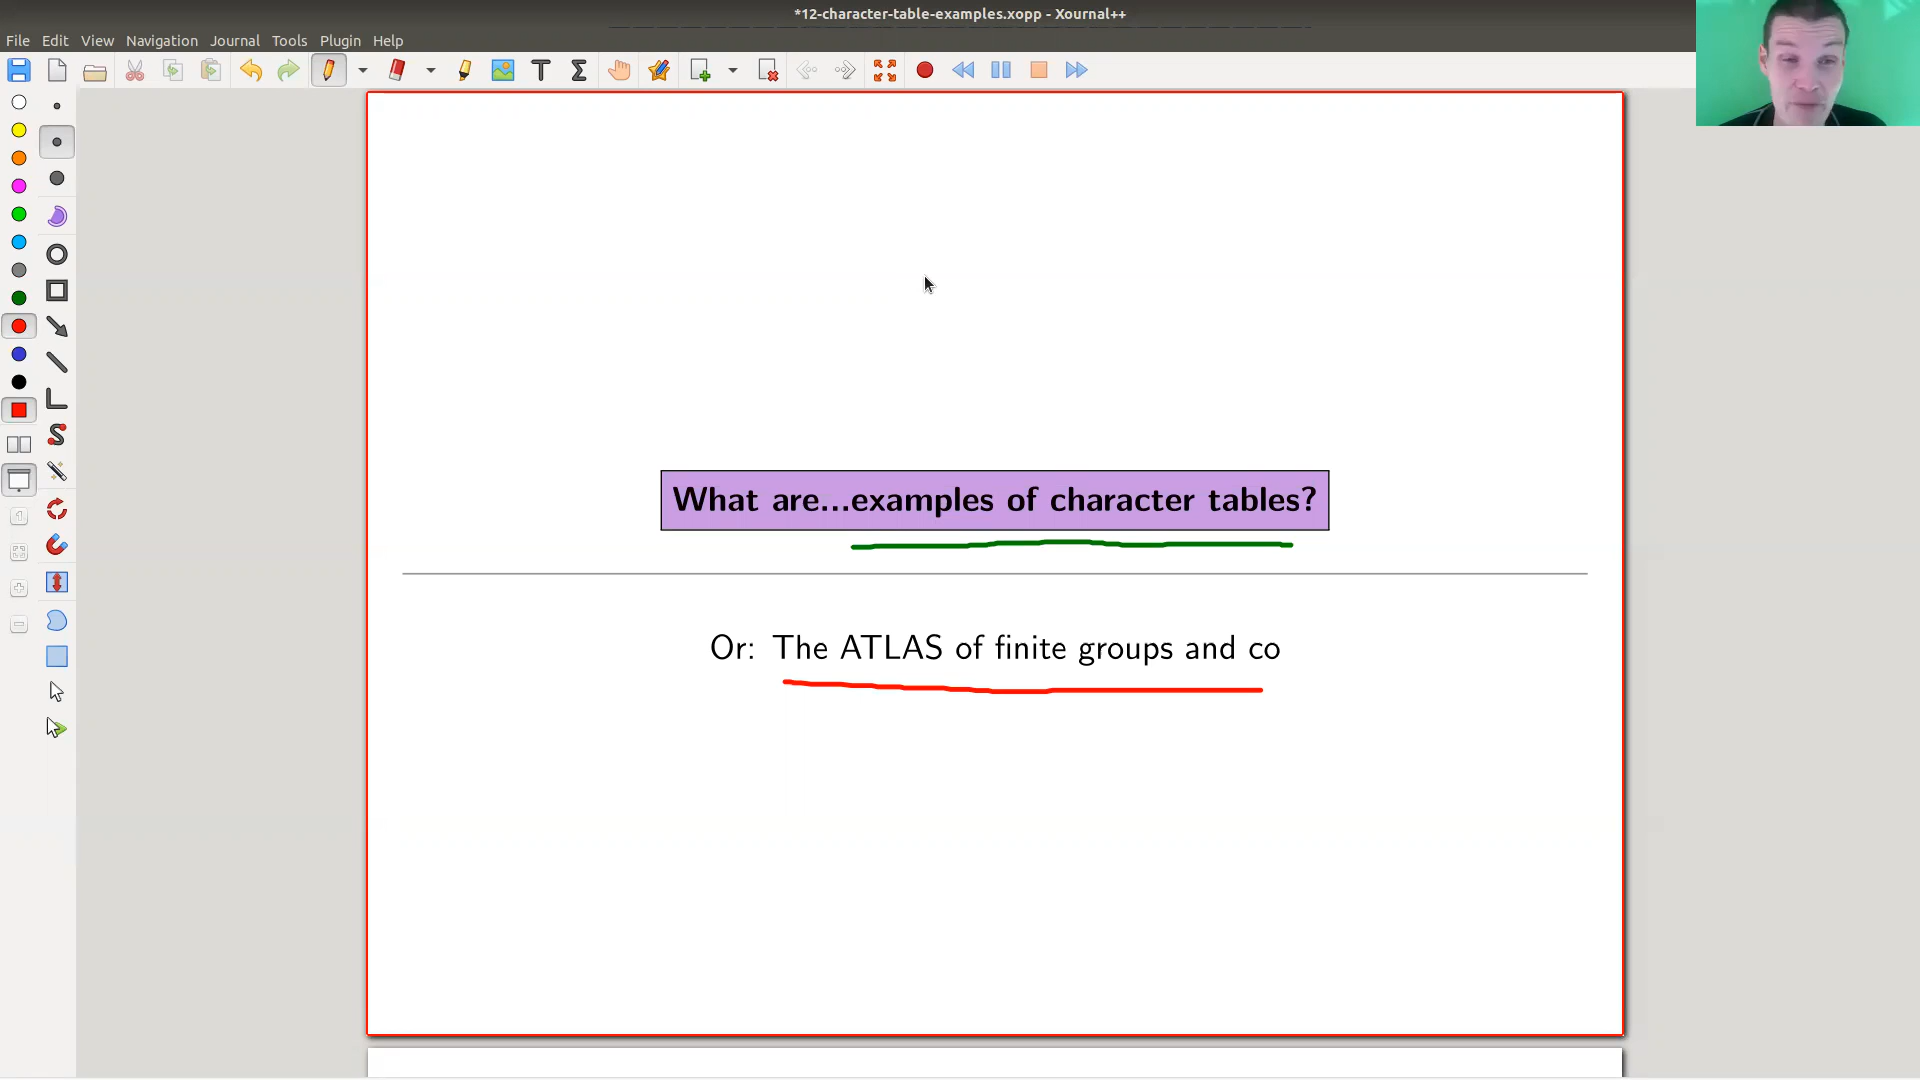 *12-character-table-examples.xopp - Xournal++
File Edit View Navigation Journal Tools Plugin Help
What are...examples of character tables?
Or: The ATLAS of finite groups and co